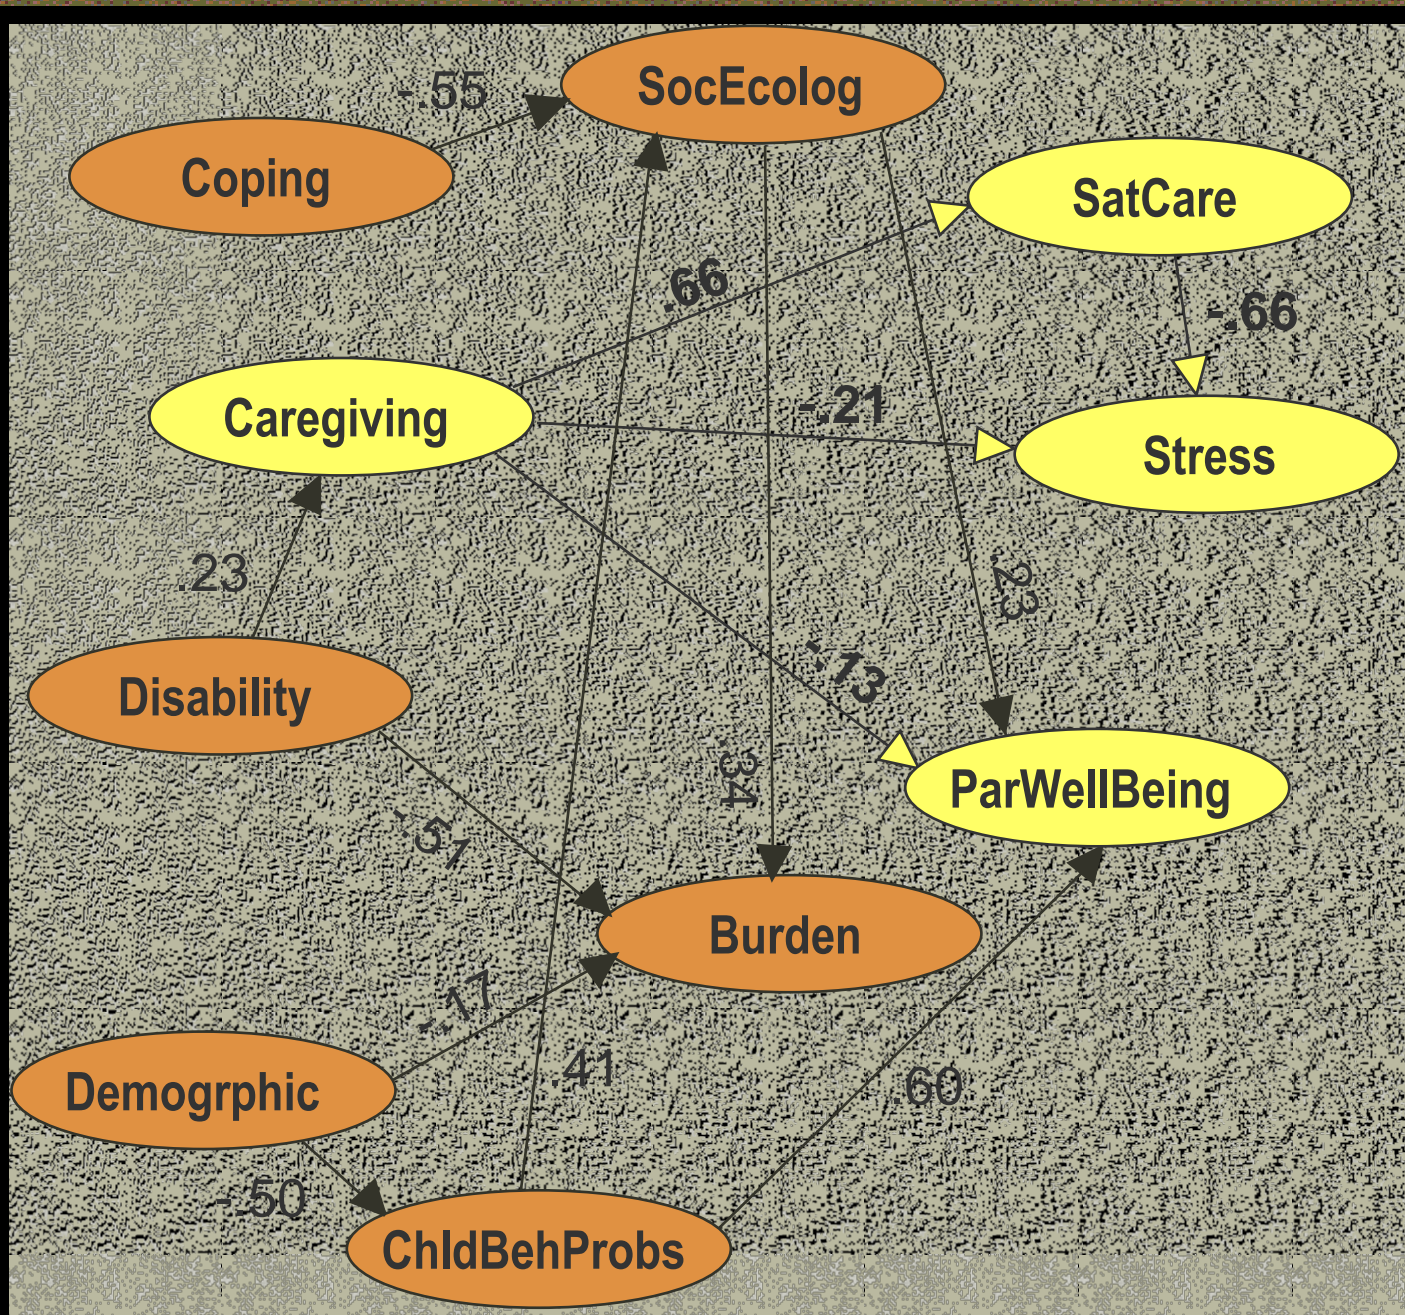 -.55
SocEcolog
Coping
SatCare
.66
-.66
Caregiving
-.21
Stress
.23
.23
Disability
-.13
.34
ParWellBeing
-.57
Burden
-.17
Demogrphic
.41
.60
-.50
ChldBehProbs